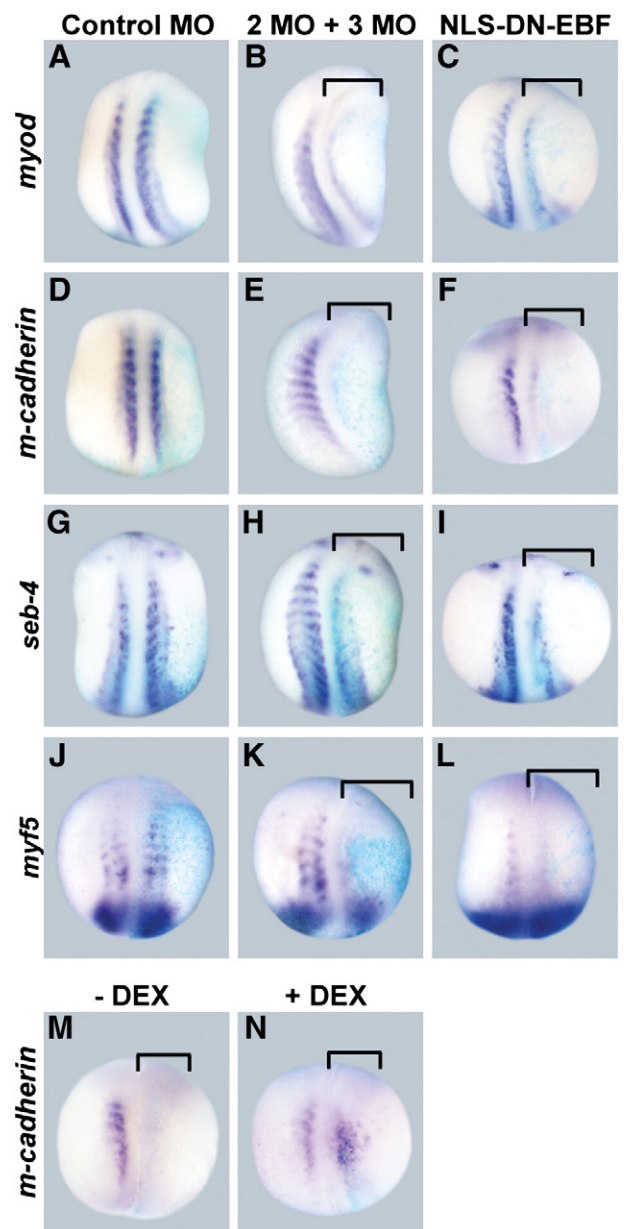 Control MO 2 MO + 3 MO NLS-DN-EBF
A B C
myod
D E F
m-cadherin
G H I
seb-4
J K L
myf5
- DEX + DEX
M N
m-cadherin